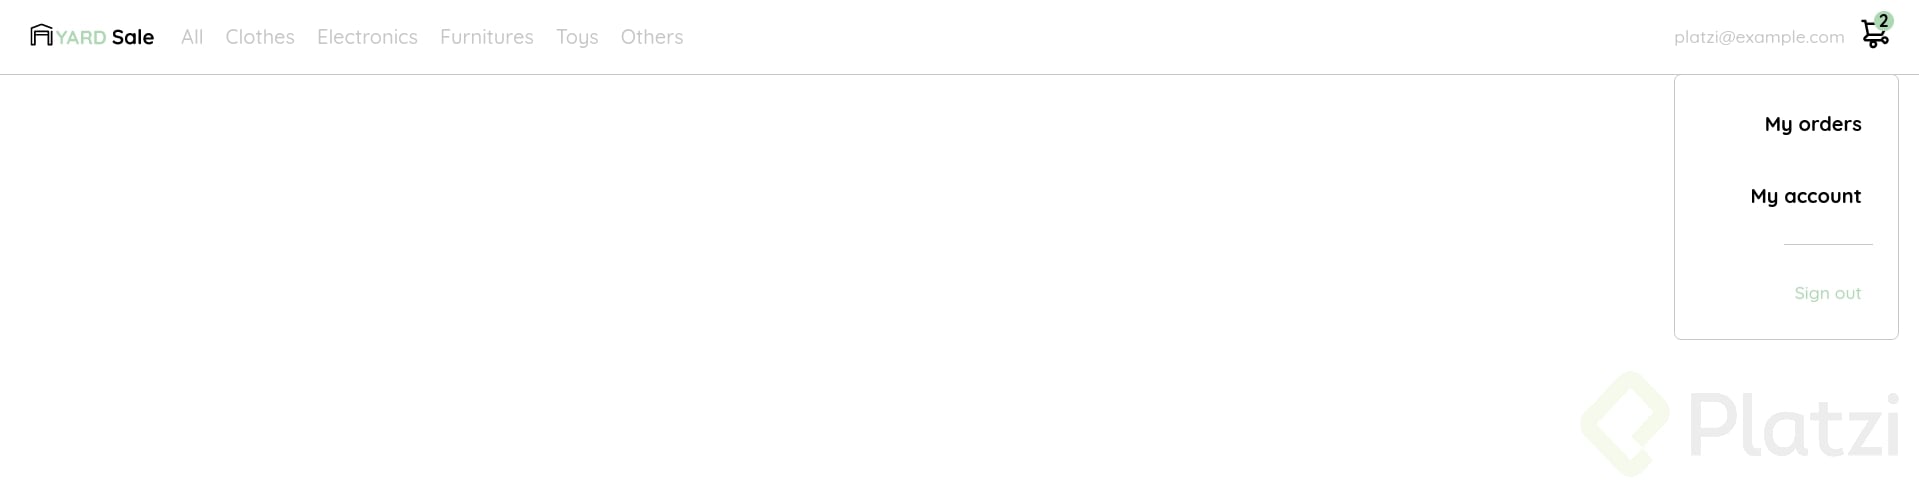 YARD Sale All Clothes Electronics Furnitures Toys Others platzi@example.com 2
My orders
My account
Sign out
Platzi